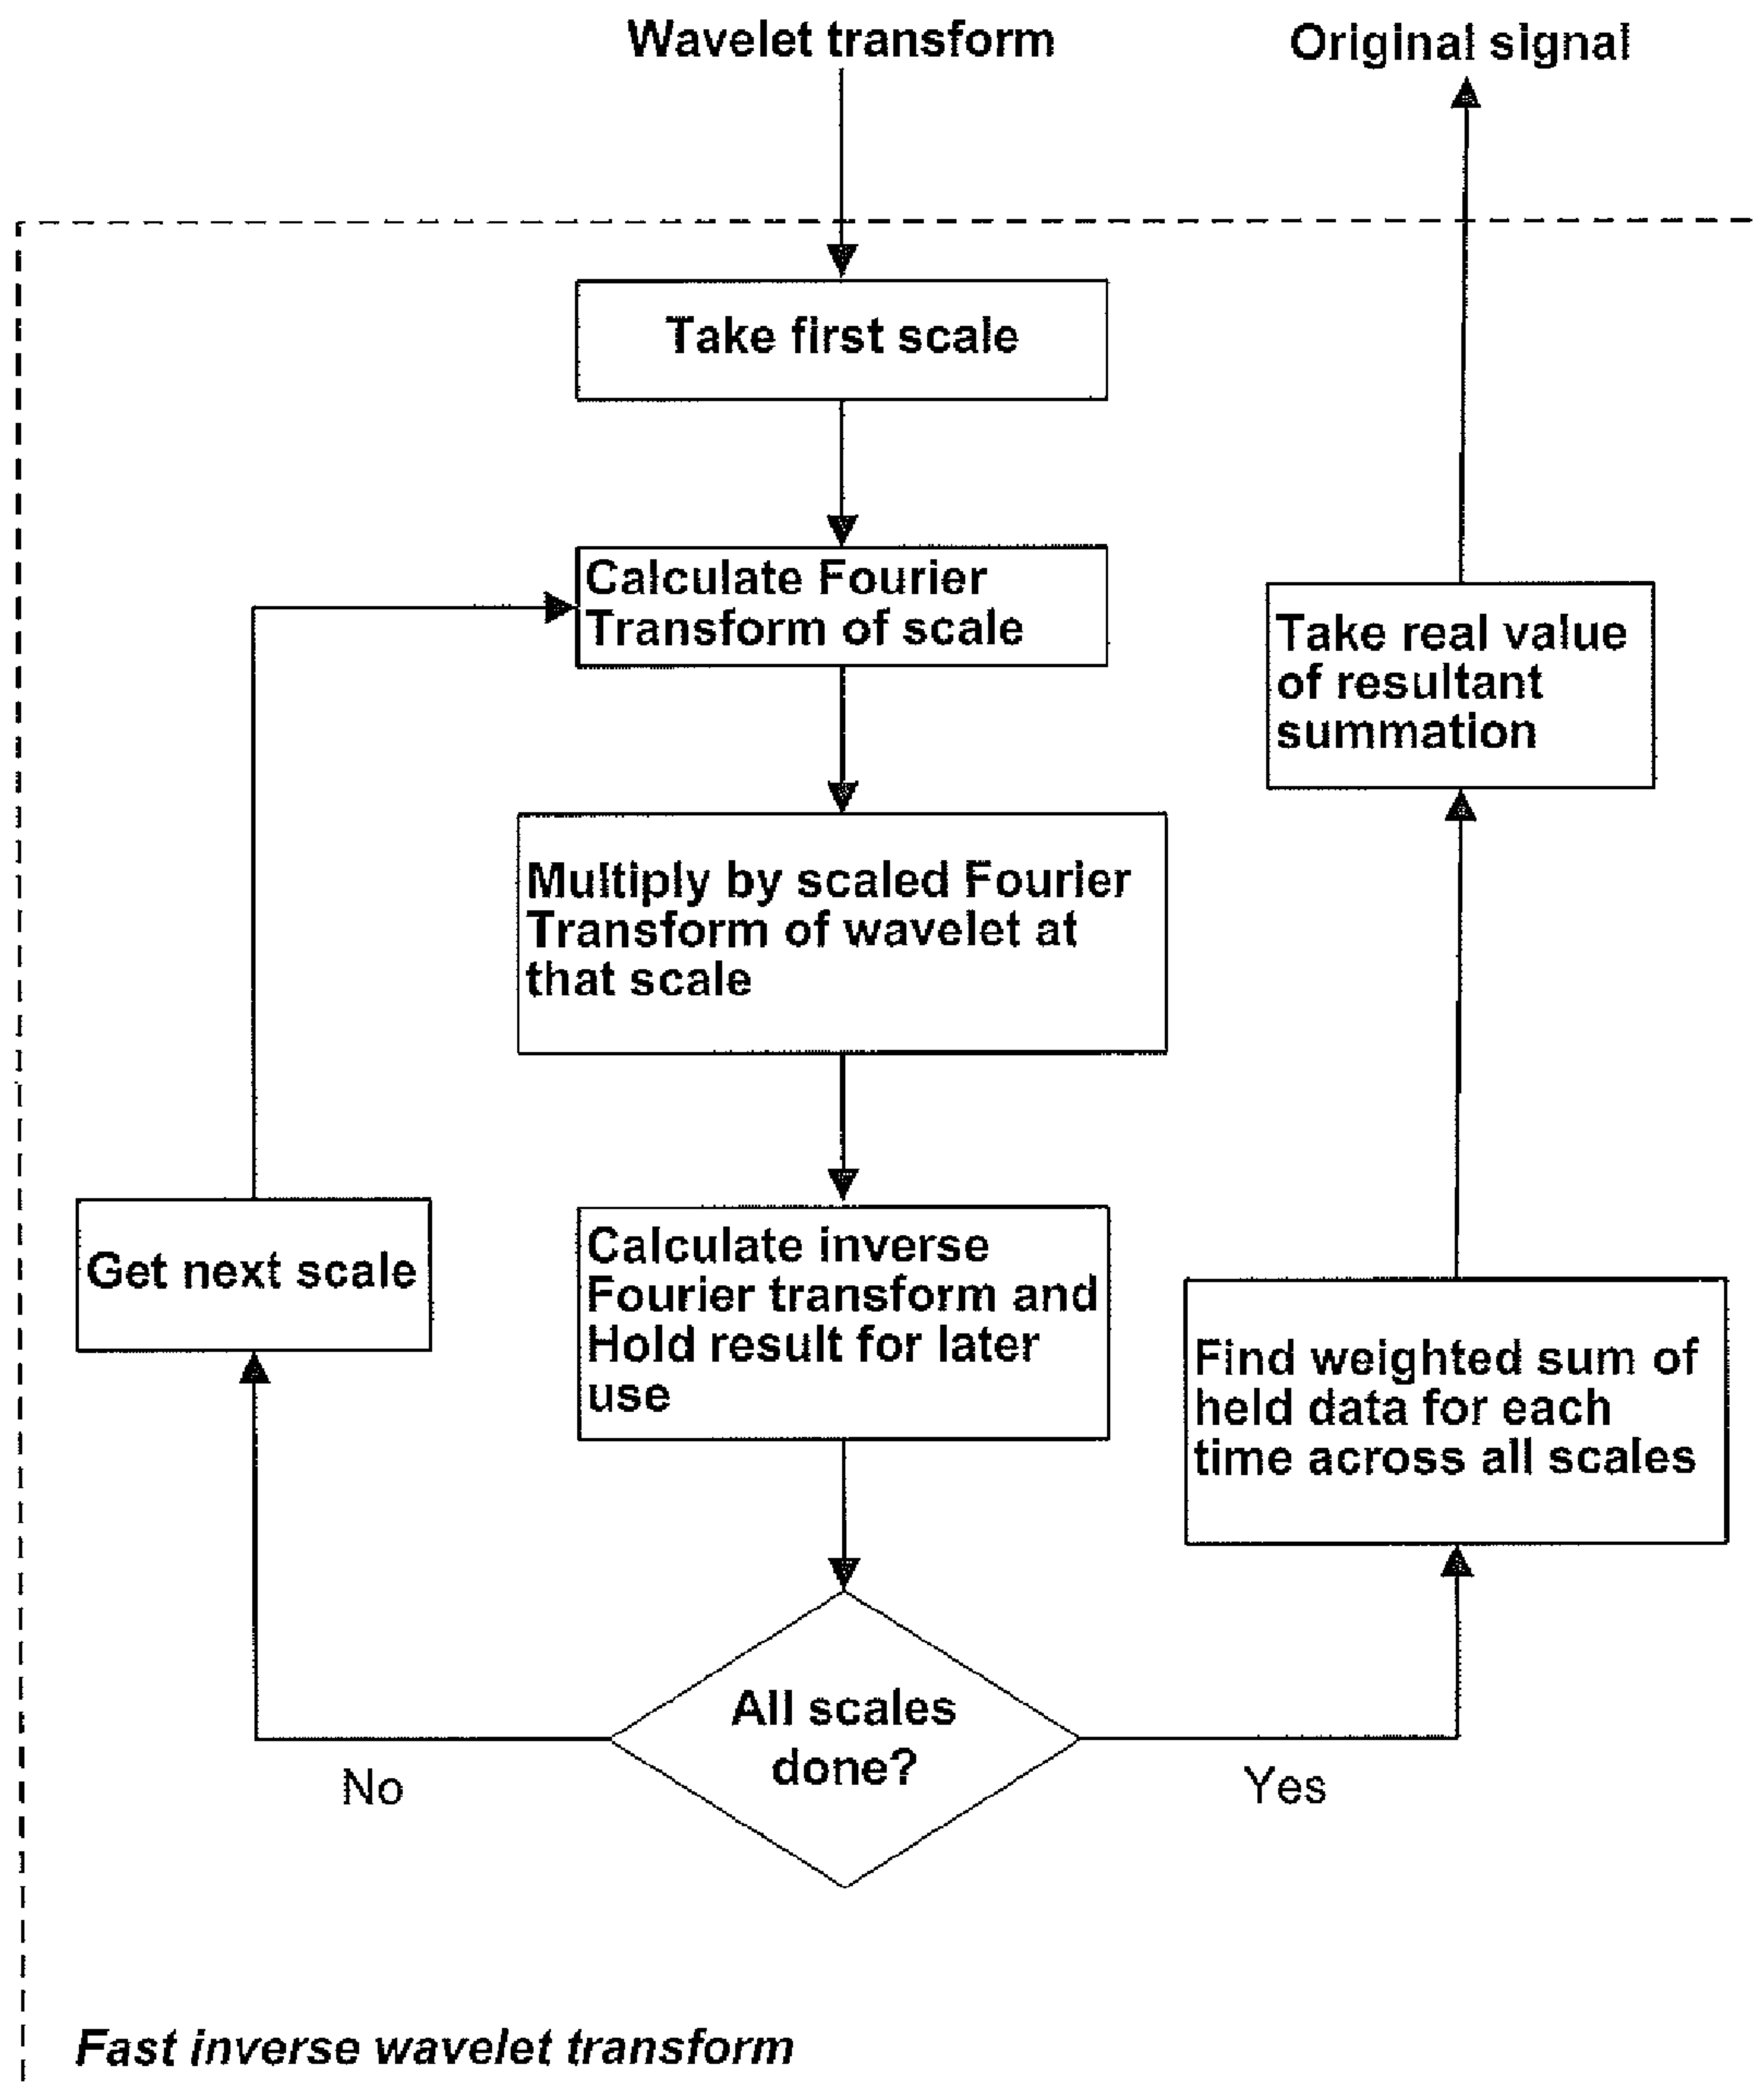 Wavelet transform
Original signal
Take first scale
Calculate Fourier
Transform of scale
Take real value
of resultant
summation
Multiply by scaled Fourier
Transform of wavelet at
that scale
Get next scale
Calculate inverse
Fourier transform and
Hold result for later
use
Find weighted sum of
held data for each
time across all scales
All scales
done?
No
Yes
Fast inverse wavelet transform